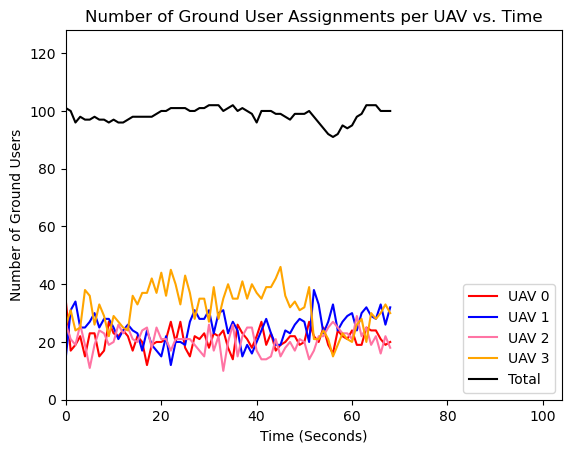 Number of Ground User Assignments per UAV vs. Time
Number of Ground Users
120
100
80
60
40
20
0
0 20 40 60 80 100
Time (Seconds)
UAV 0
UAV 1
UAV 2
UAV 3
Total